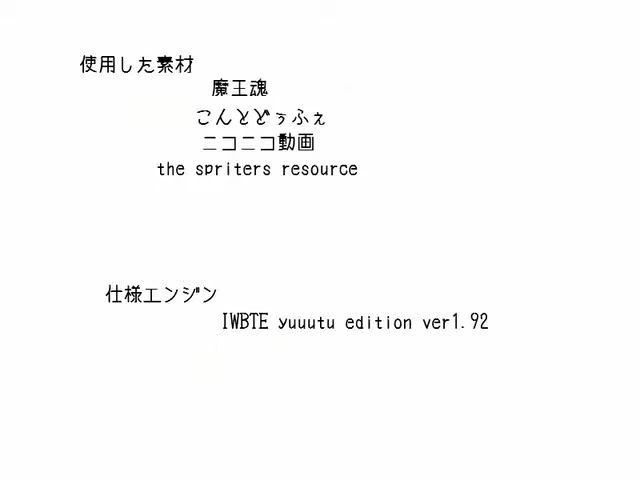 使用した素材
魔王魂
こんとどぅふぇ
ニコニコ動画
the spriters resource
仕様エンジン
IWBTE yuuutu edition ver1.92